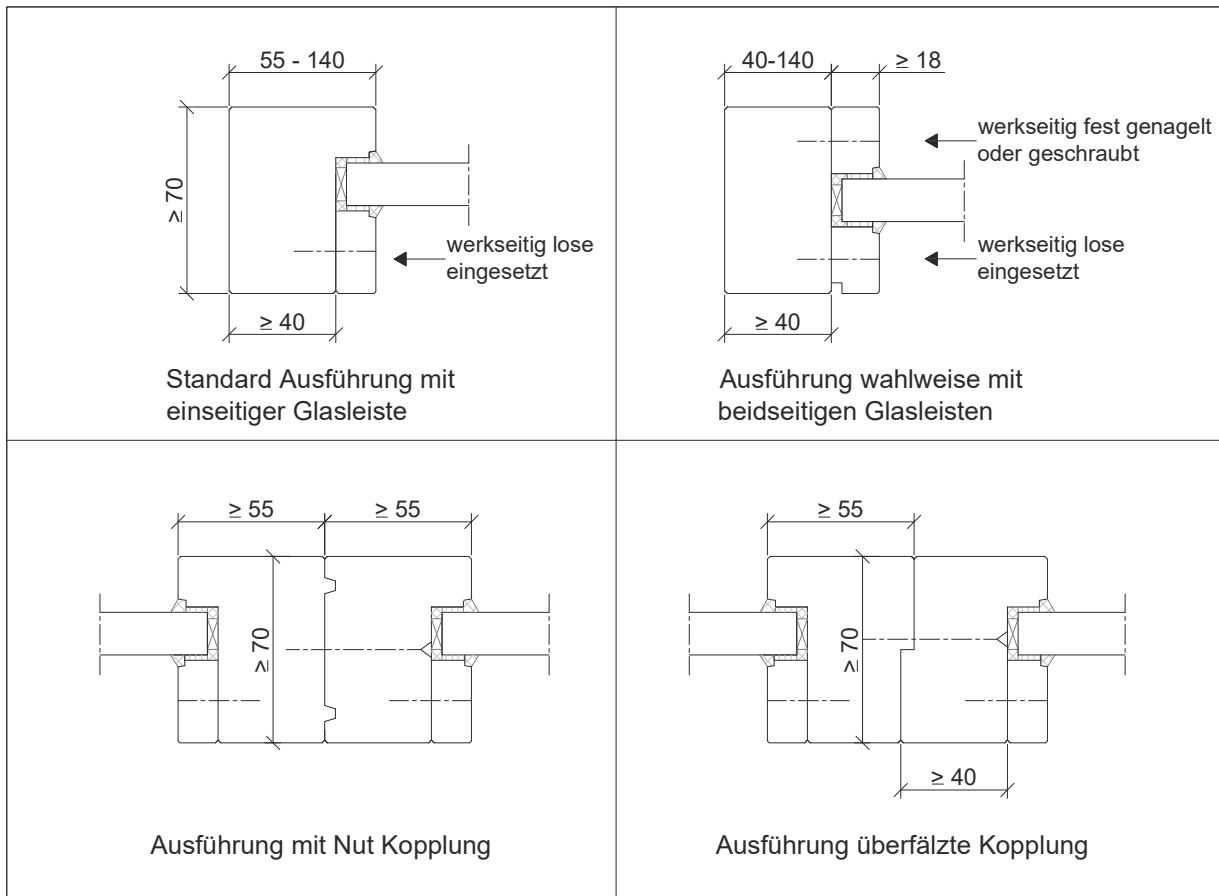 55 - 140
≥ 70
werkseitig lose
eingesetzt
≥ 40
Standard Ausführung mit
einseitiger Glasleiste
40-140
≥ 18
werkseitig fest genagelt
oder geschraubt
werkseitig lose
eingesetzt
≥ 40
Ausführung wahlweise mit
beidseitigen Glasleisten
≥ 55
≥ 55
≥ 70
Ausführung mit Nut Kopplung
≥ 55
≥ 70
≥ 40
Ausführung überfälzte Kopplung